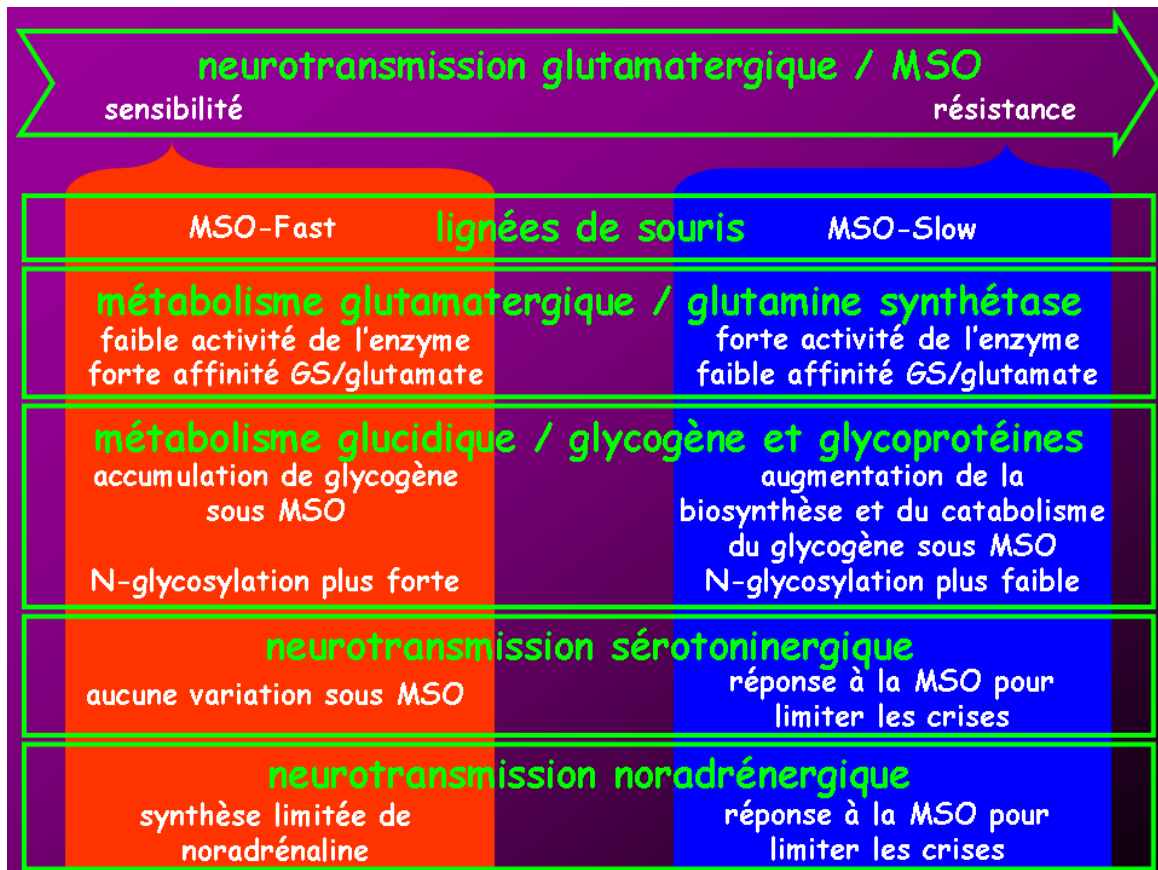 neurotransmission glutamatergique / MSO
sensibilité
résistance
lignées de souris
MSO-Fast
MSO-Slow
métabolisme glutamatergique / glutamine synthétase
faible activité de l'enzyme
forte affinité GS/glutamate
forte activité de l'enzyme
faible affinité GS/glutamate
métabolisme glucidique / glycogène et glycoprotéines
accumulation de glycogène
sous MSO
N-glycosylation plus forte
augmentation de la
biosynthèse et du catabolisme
du glycogène sous MSO
N-glycosylation plus faible
neurotransmission sérotoninergique
aucune variation sous MSO
réponse à la MSO pour
limiter les crises
neurotransmission noradrénergique
synthèse limitée de
noradrénaline
réponse à la MSO pour
limiter les crises